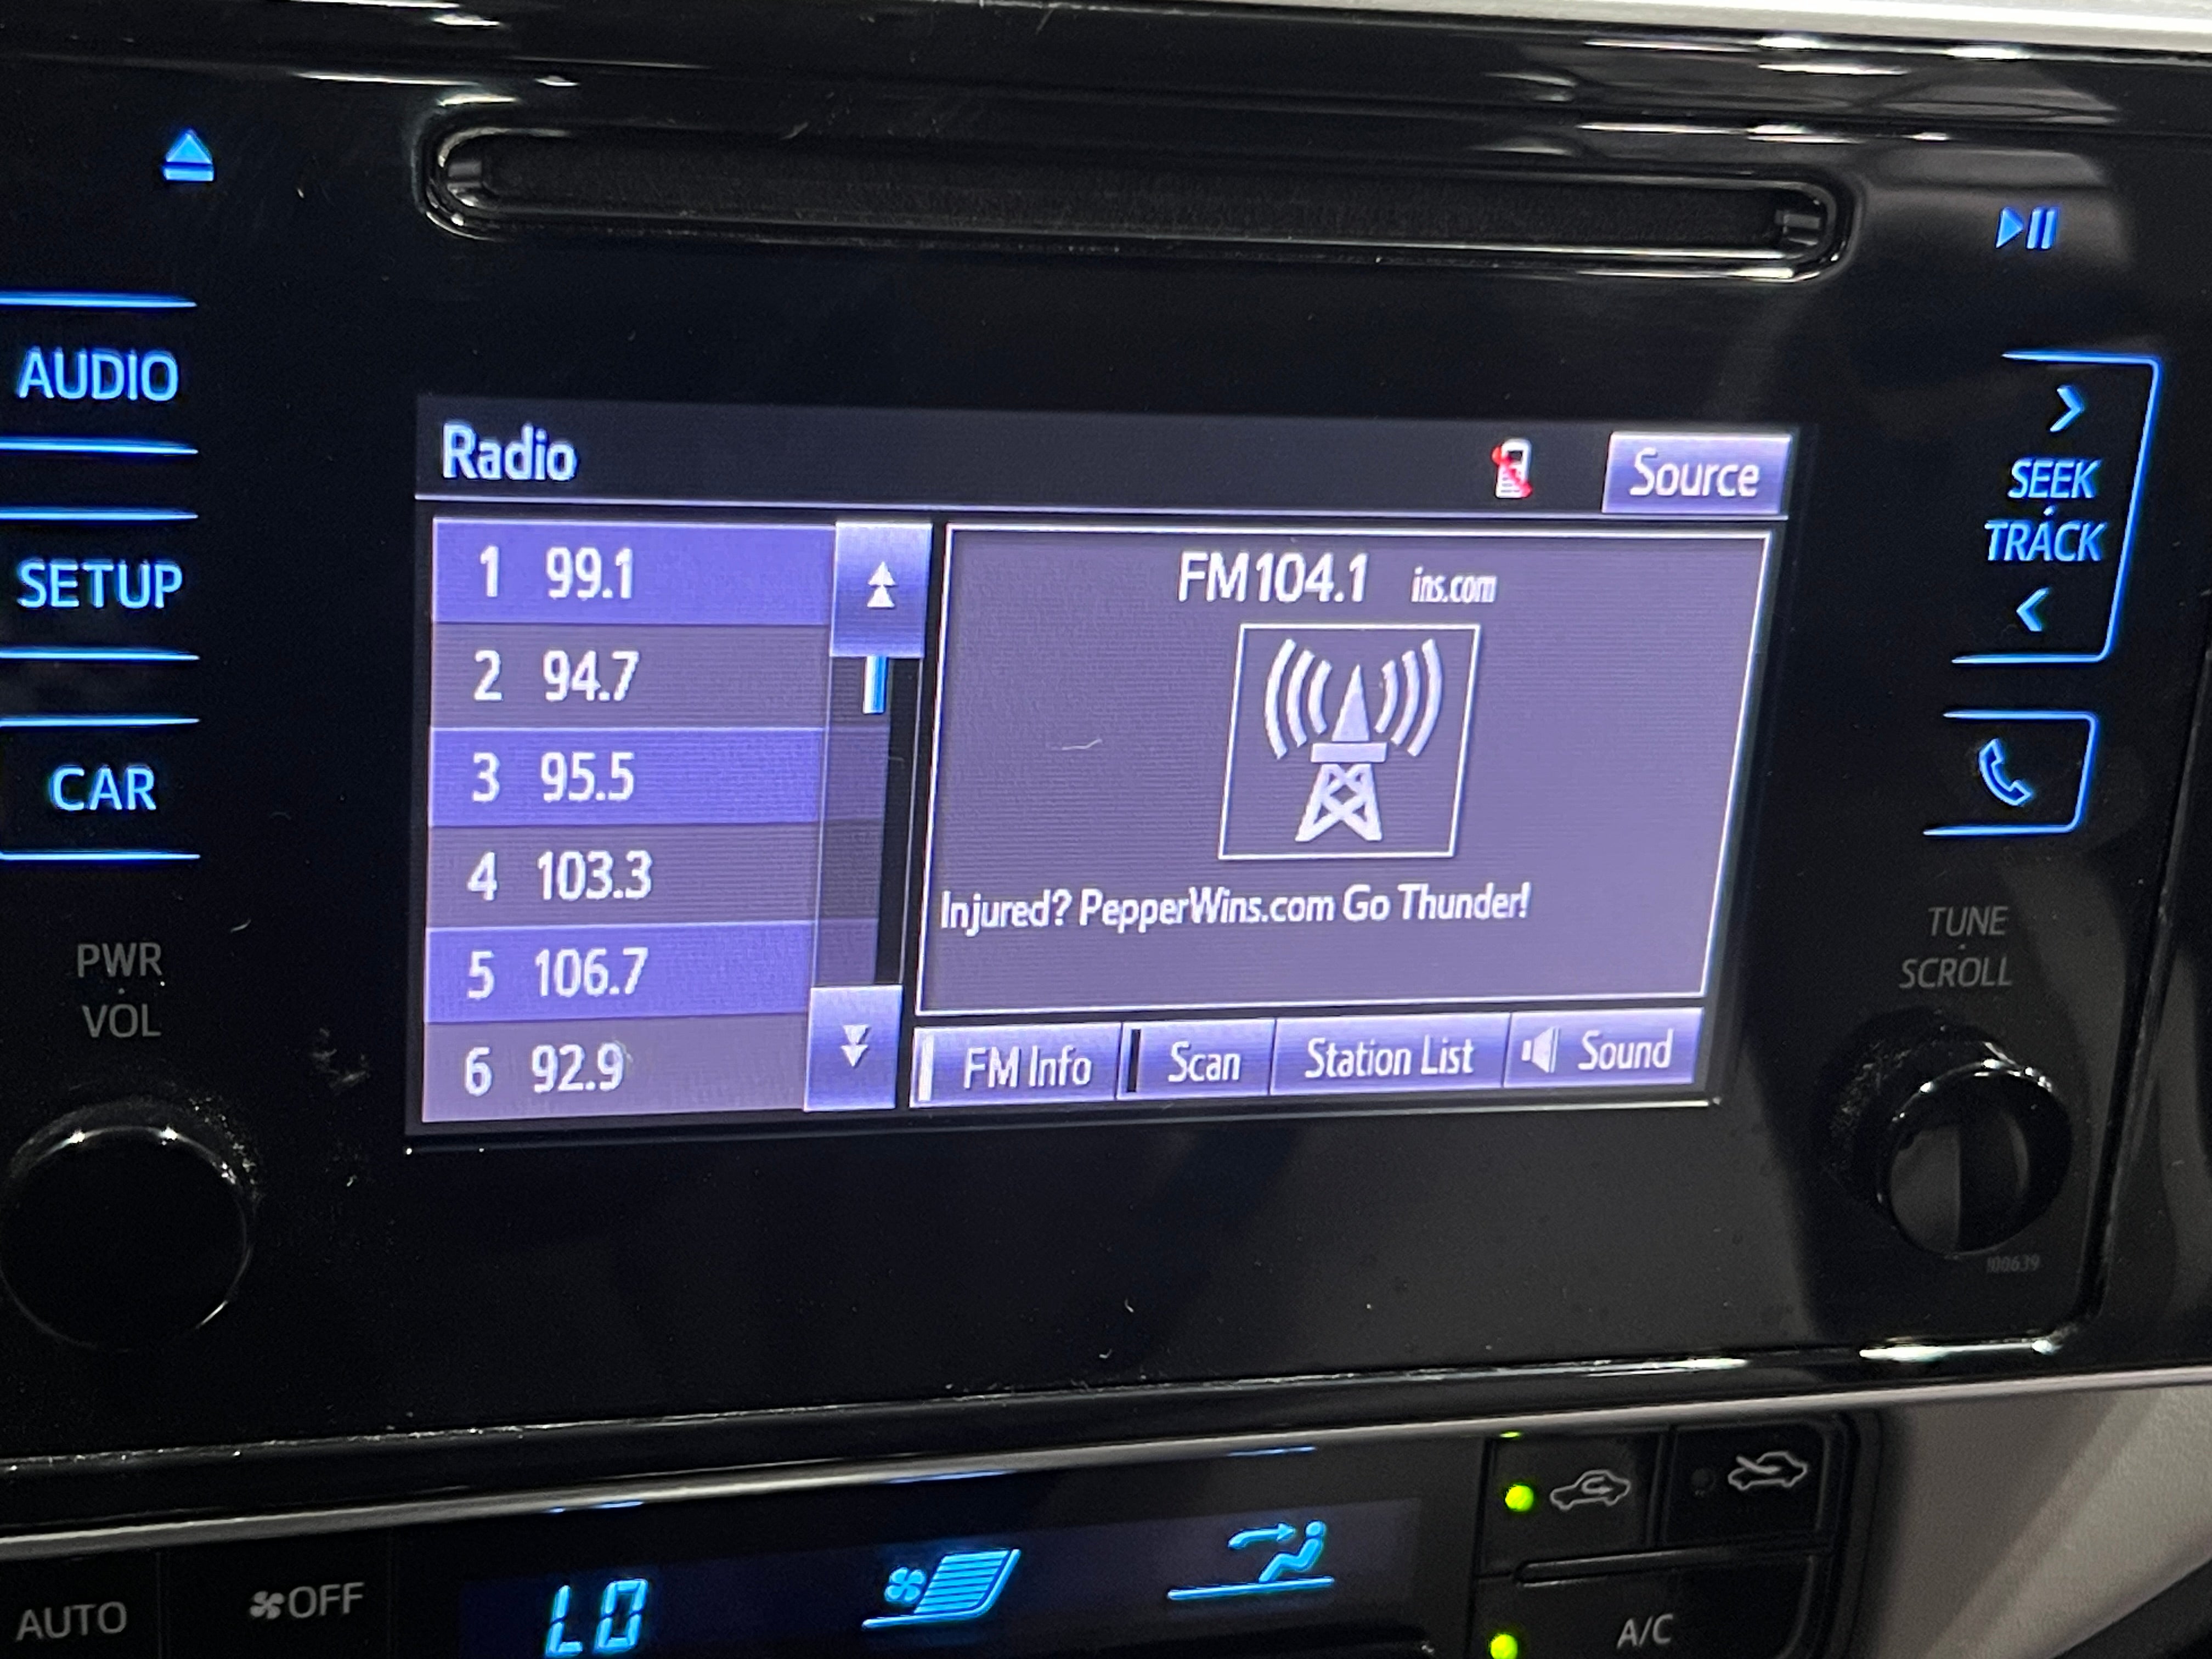 AUDIO
SETUP
CAR
PWR
VOL
Radio
Source
1 99.1
2 94.7
3 95.5
4 103.3
5 106.7
6 92.9
FM104.1 ins.com
Injured? PepperWins.com Go Thunder!
FM Info
Scan
Station List
Sound
SEEK
TRACK
TUNE
SCROLL
100639
AUTO
OFF
LO
A/C